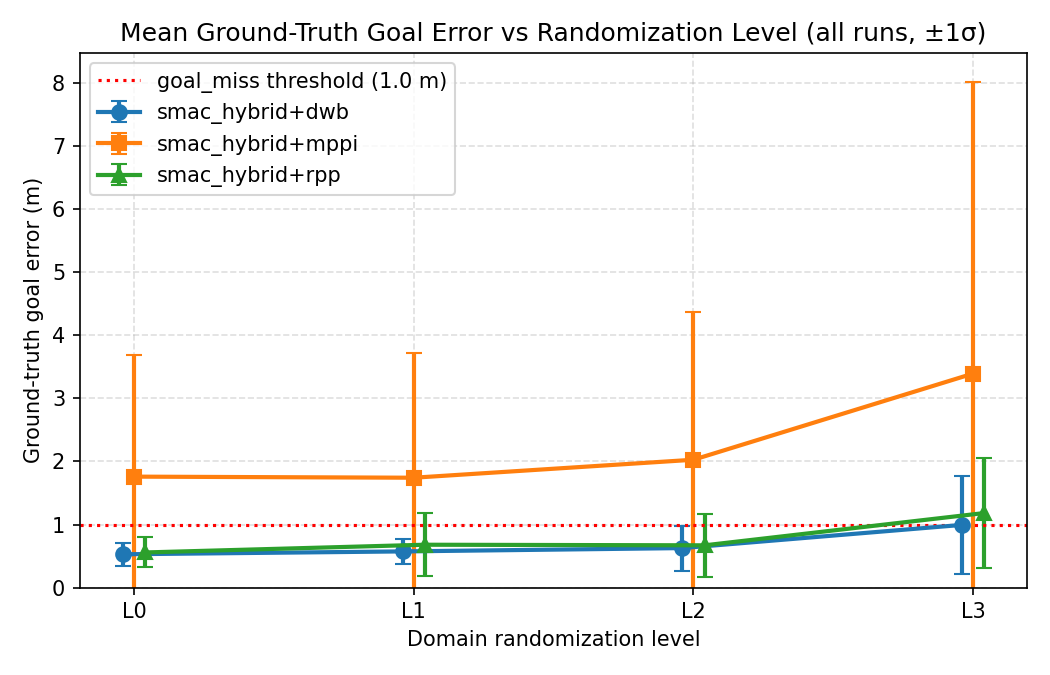 Mean Ground-Truth Goal Error vs Randomization Level (all runs, ±1σ)
goal_miss threshold (1.0 m)
smac_hybrid+dwb
smac_hybrid+mppi
smac_hybrid+rpp
Ground-truth goal error (m)
8
7
6
5
4
3
2
1
0
L0 L1 L2 L3
Domain randomization level